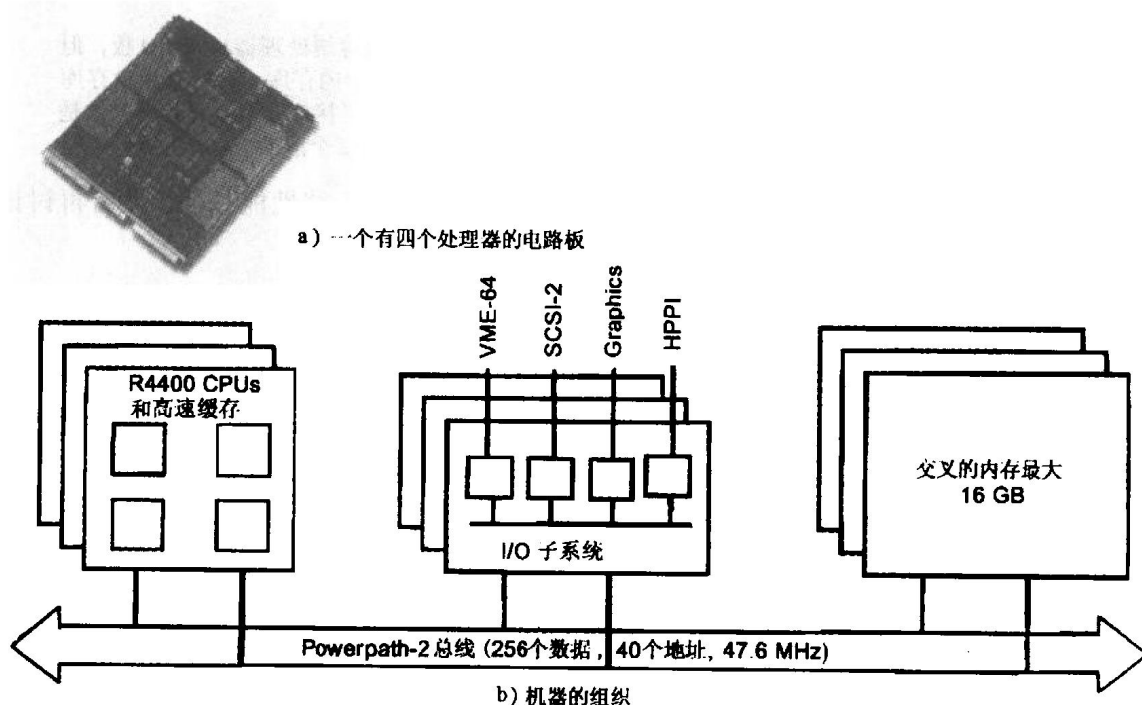 a) 一个有四个处理器的电路板
VME-64
SCSI-2
Graphics
HPPI
R4400 CPUs
和高速缓存
I/O 子系统
交叉的内存最大
16 GB
Powerpath-2 总线 (256个数据, 40个地址, 47.6 MHz)
b) 机器的组织